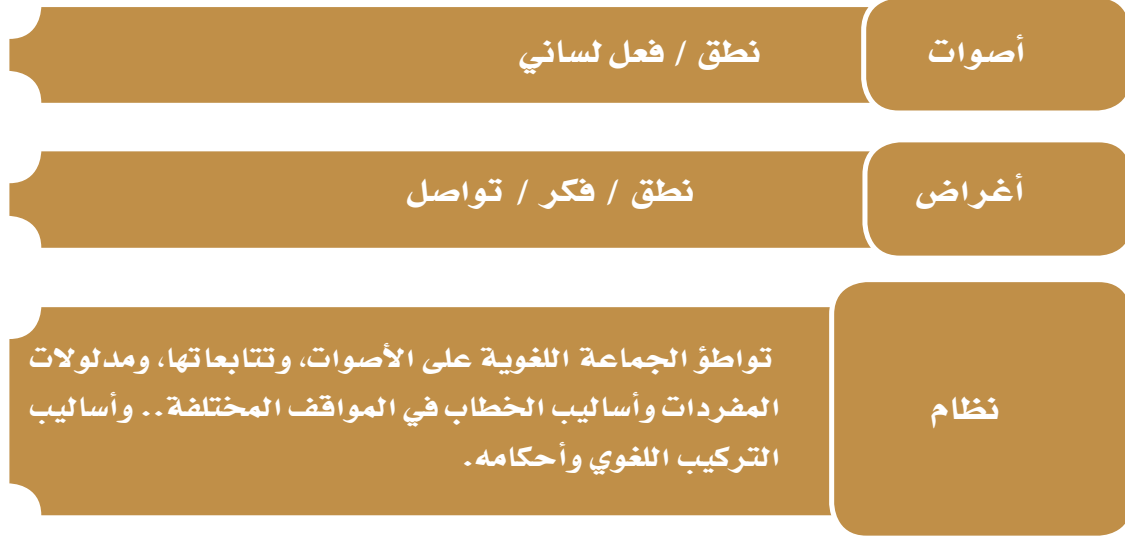 أصوات
نطق / فعل لساني
أغراض
نطق / فكر / تواصل
نظام
تواطؤ الجماعة اللغوية على الأصوات، وتتابعاتها، ومدلولات
المفردات وأساليب الخطاب في المواقف المختلفة.. وأساليب
التركيب اللغوي وأحكامه.